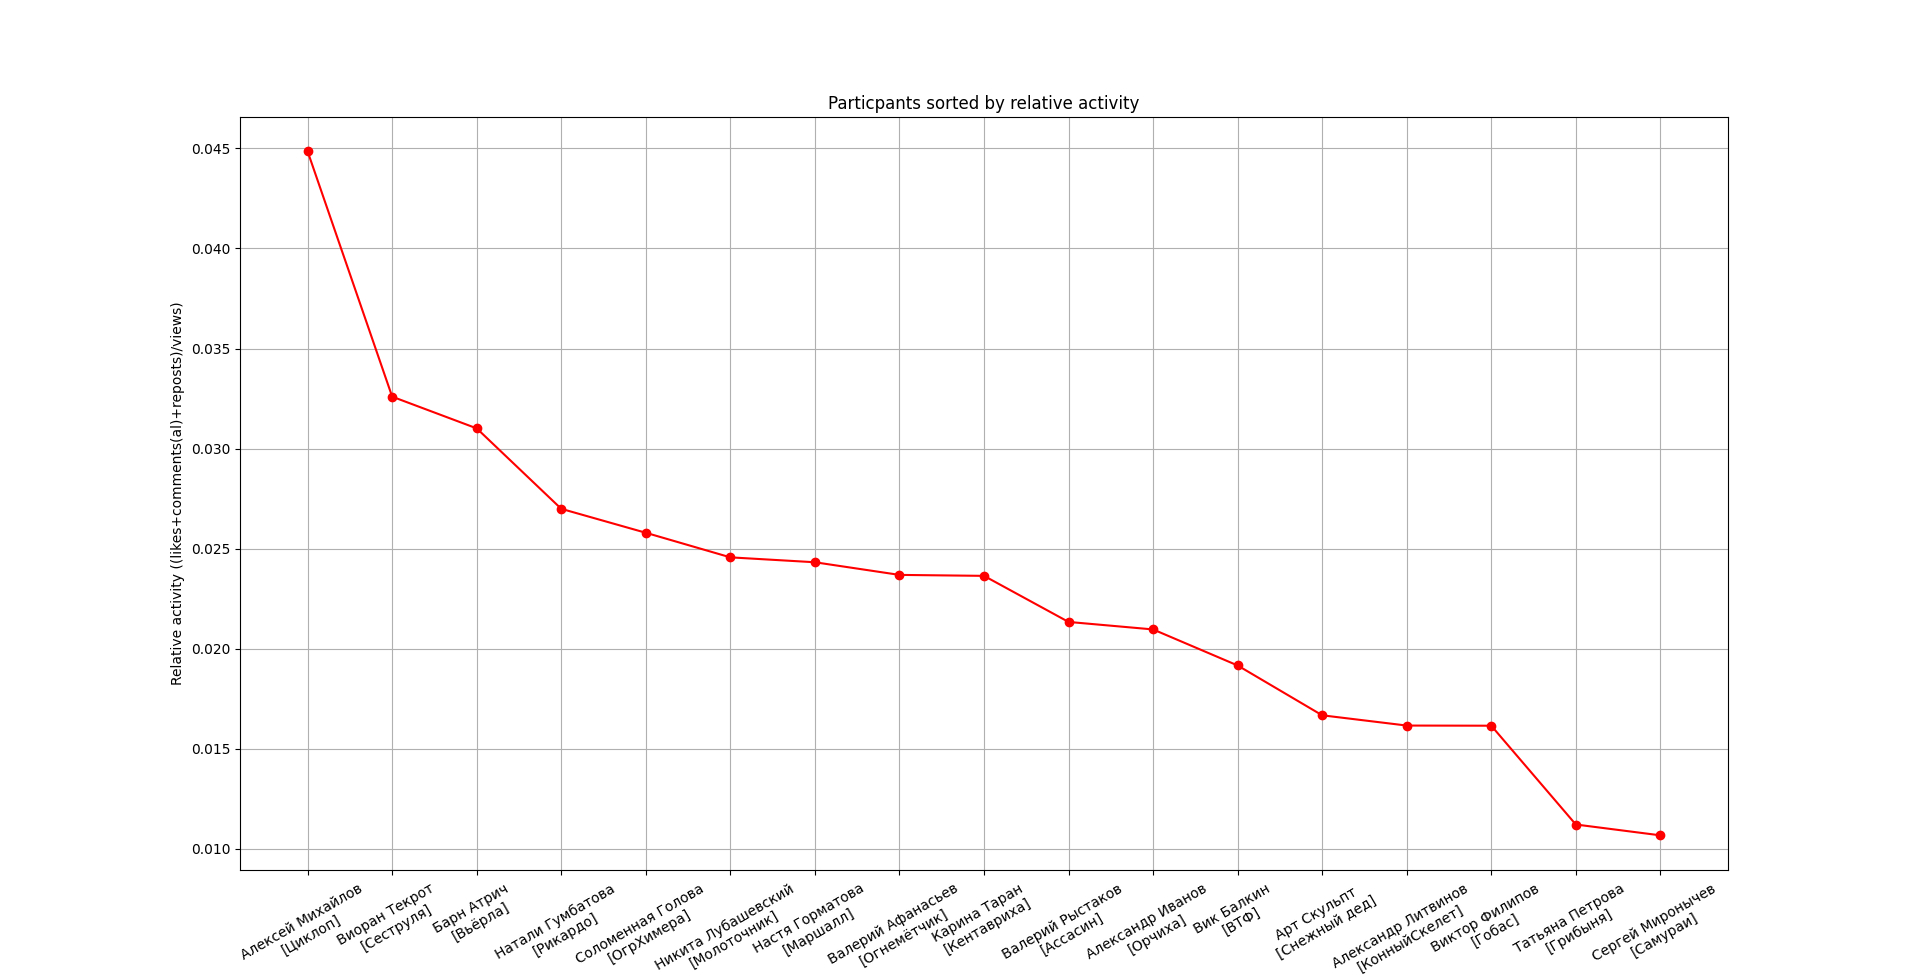 Particpants sorted by relative activity
Relative activity ((likes+comments(al)+reposts)/views)
0.045
0.040
0.035
0.030
0.025
0.020
0.015
0.010
Алексей Михайлов
[Циклоп]
Виоран Текрот
[Сеструля]
Барн Атрич
[Вьёрла]
Натали Гумбатова
[Рикардо]
Соломенная Голова
[ОгрХимера]
Никита Лубашевский
[Молоточник]
Настя Горматова
[Маршалл]
Валерий Афанасьев
[Огнемётчик]
Карина Таран
[Кентавриха]
Валерий Рыстаков
[Ассасин]
Александр Иванов
[Орчиха]
Вик Балкин
[ВТФ]
Арт Скульпт
[Снежный дед]
Александр Литвинов
[КонныйСкелет]
Виктор Филипов
[Гобас]
Татьяна Петрова
[Грибыня]
Сергей Миронычев
[Самураи]